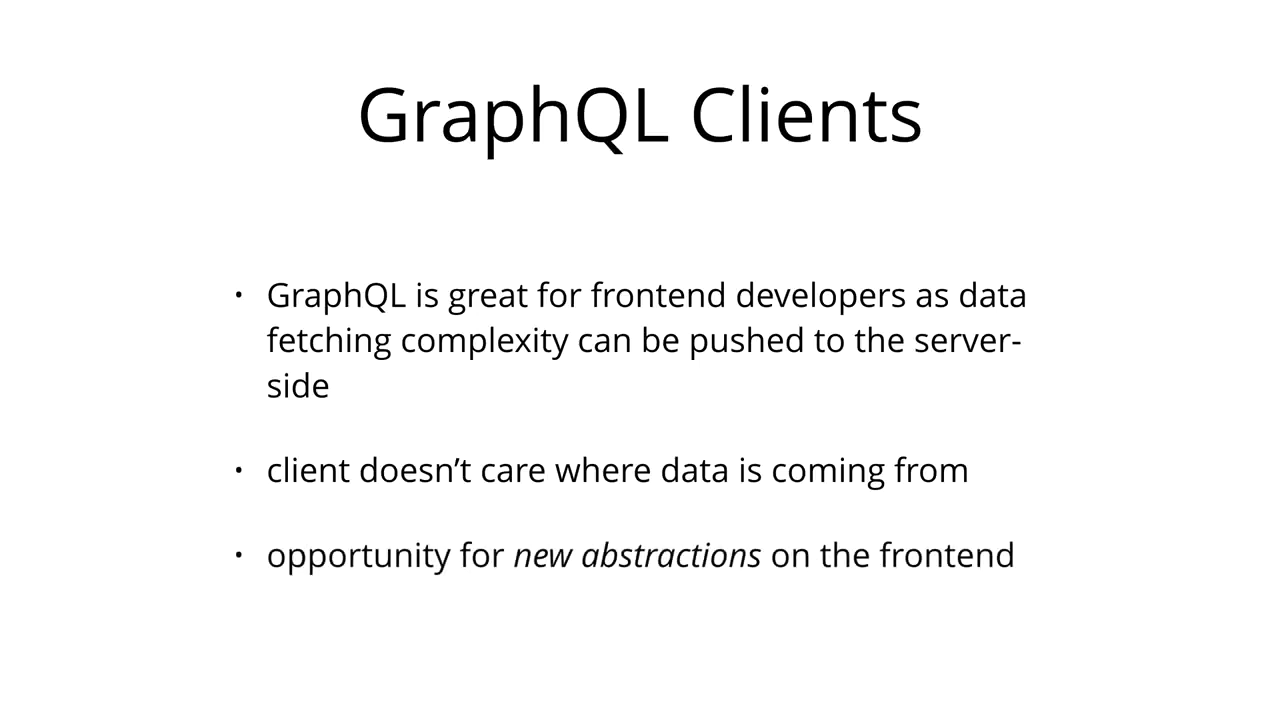 GraphQL Clients
• GraphQL is great for frontend developers as data
fetching complexity can be pushed to the server-
side
• client doesn’t care where data is coming from
• opportunity for new abstractions on the frontend